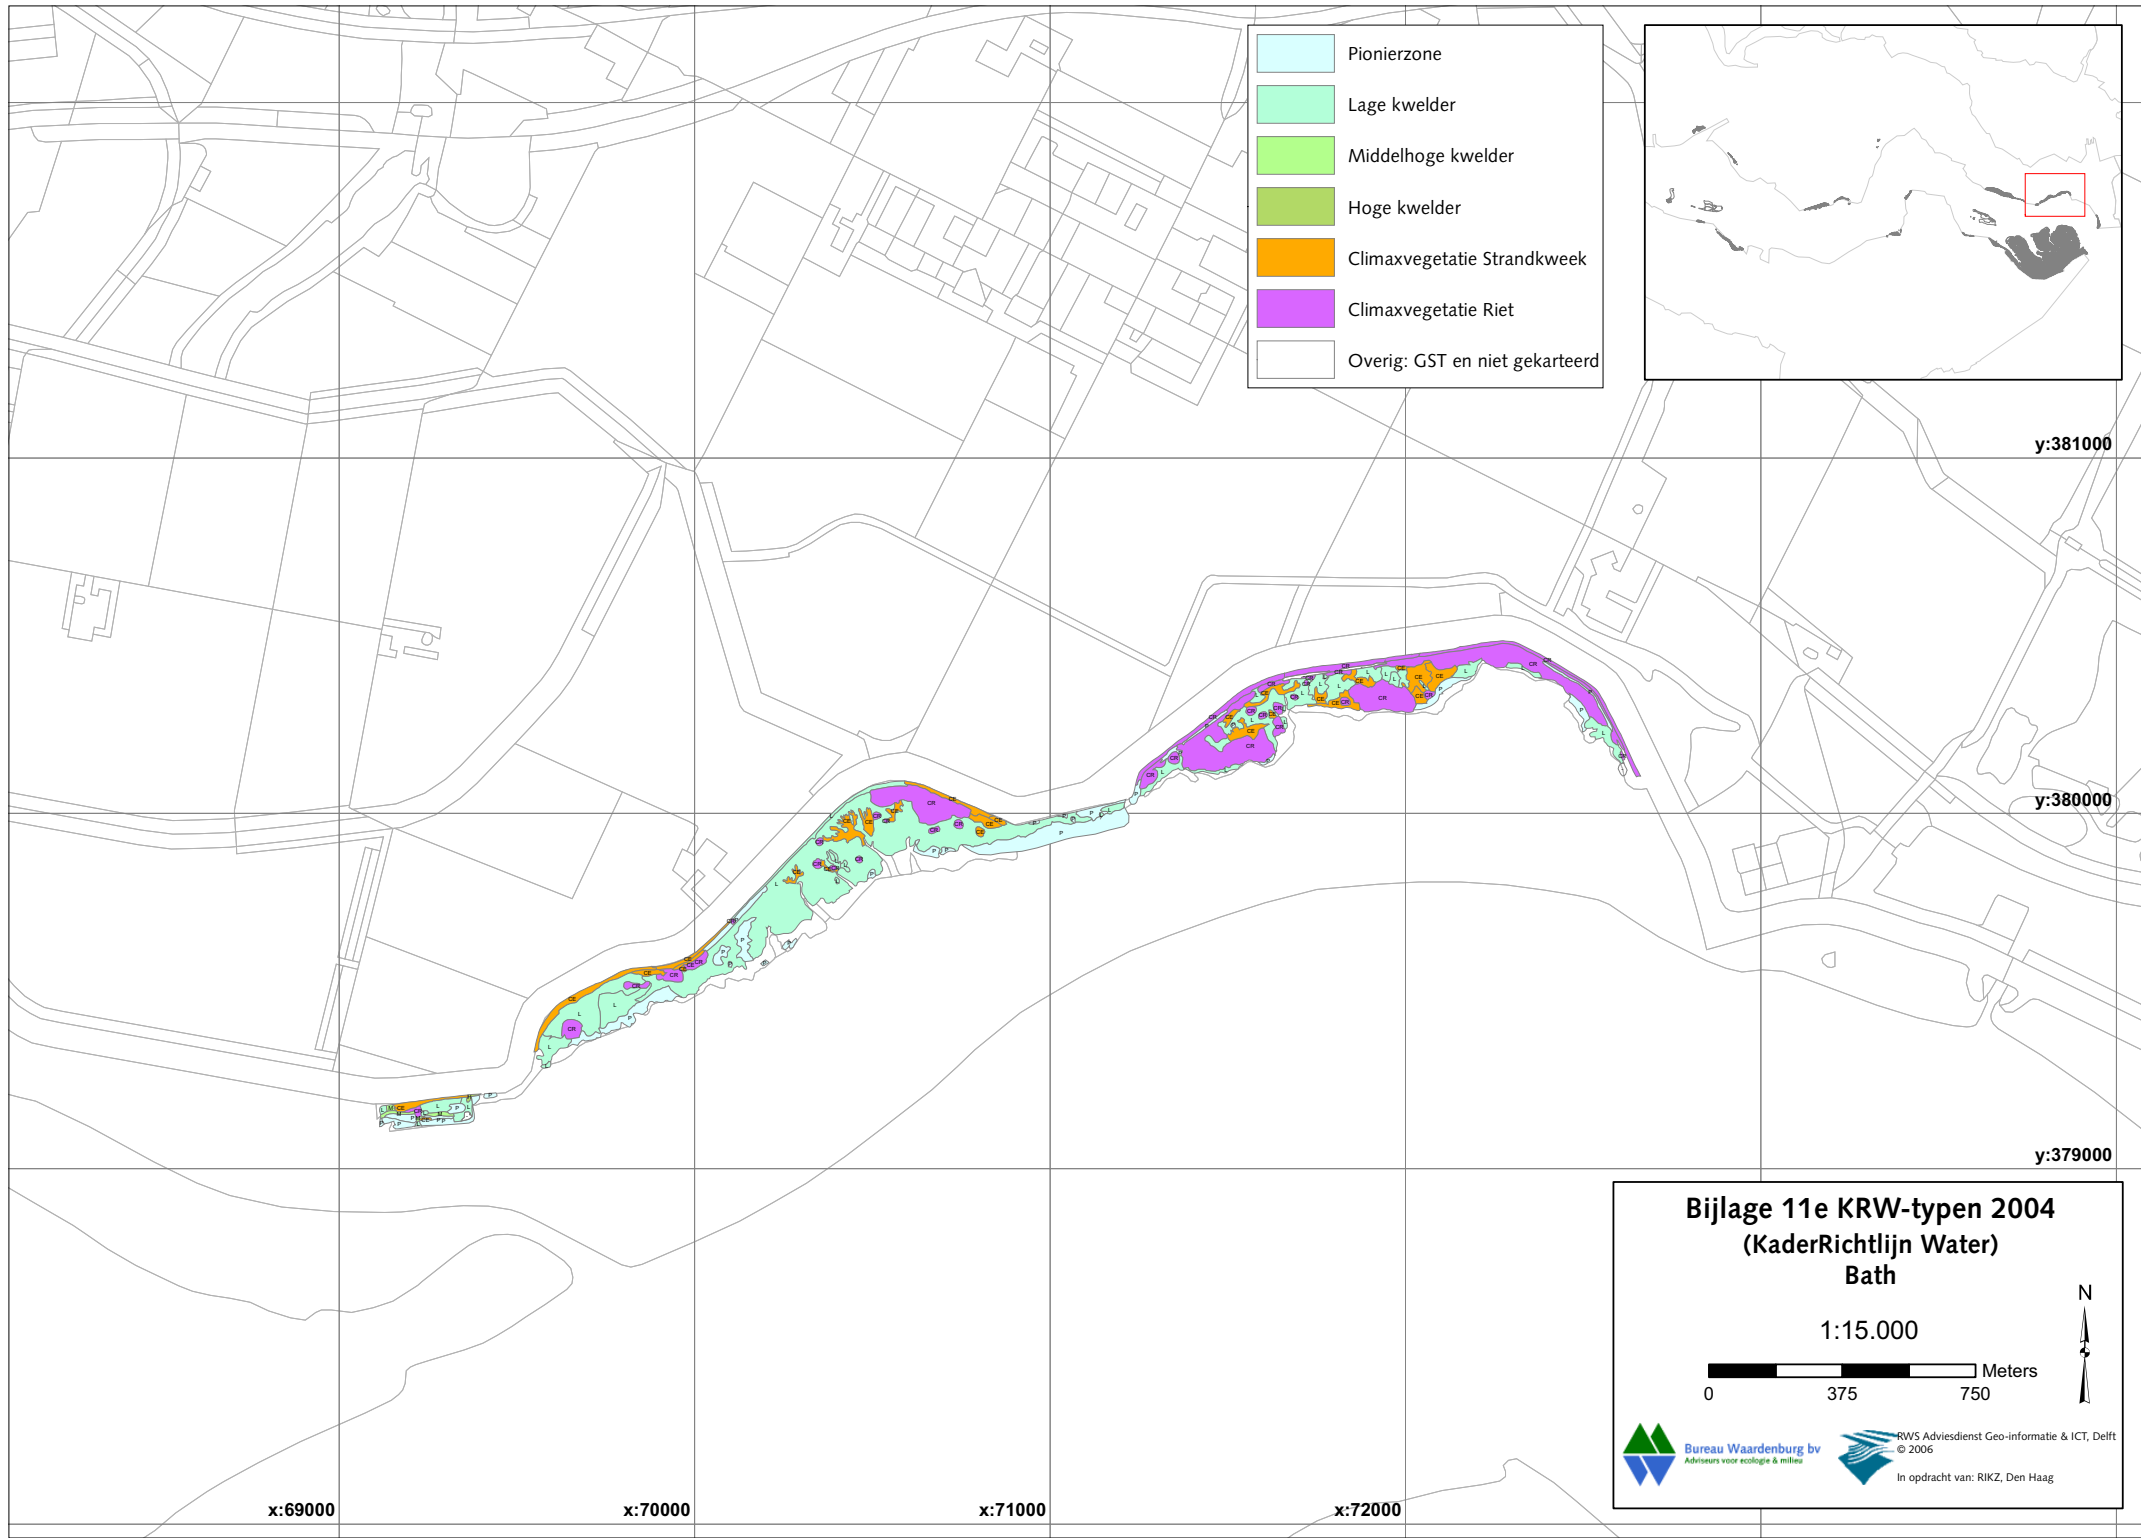 Pionierzone
Lage kwelder
Middelhoge kwelder
Hoge kwelder
Climaxvegetatie Strandkweek
Climaxvegetatie Riet
Overig: GST en niet gekarteerd
y:381000
y:380000
y:379000
x:69000
x:70000
x:71000
x:72000
Bijlage 11e KRW-typen 2004
(KaderRichtlijn Water)
Bath
N
1:15.000
Meters
0 375 750
Bureau Waardenburg bv
Adviseurs voor ecologie & milieu
RWS Adviesdienst Geo-informatie & ICT, Delft
© 2006
In opdracht van: RIKZ, Den Haag